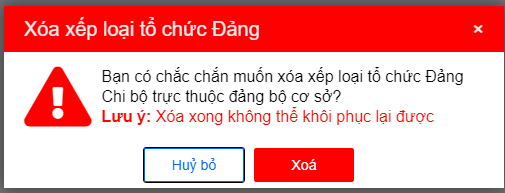 Xóa xếp loại tổ chức Đảng
×
Bạn có chắc chắn muốn xóa xếp loại tổ chức Đảng
Chi bộ trực thuộc đảng bộ cơ sở?
Lưu ý: Xóa xong không thể khôi phục lại được
Huỷ bỏ
Xoá